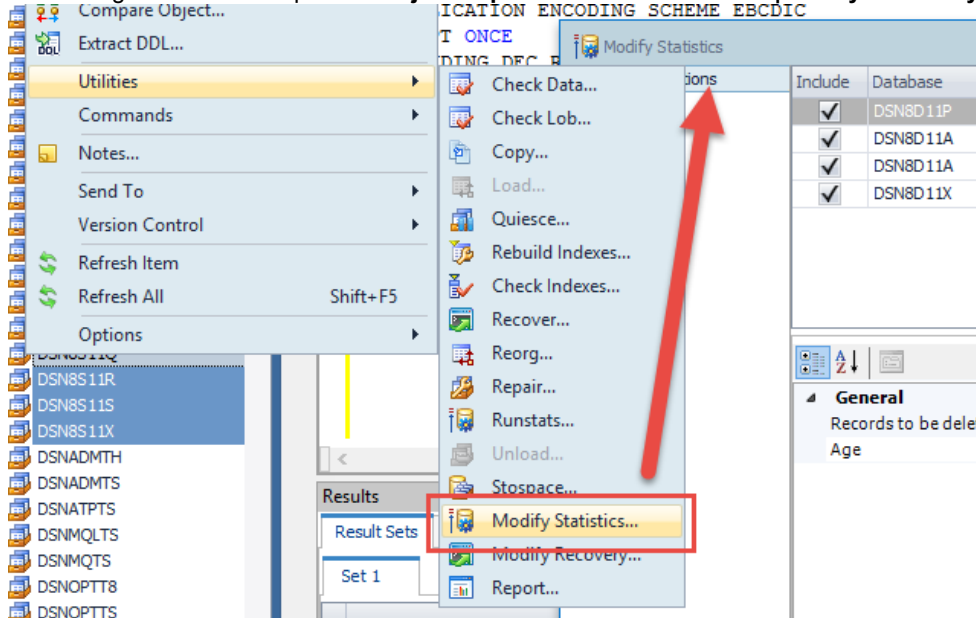 ICATION ENCODING SCHEME EBCDIC
T ONCE
DING DEC
Compare Object...
Extract DDL...
Utilities
Commands
Notes...
Send To
Version Control
Refresh Item
Refresh All Shift+F5
Options
DSN8S11Q
DSN8S11R
DSN8S11S
DSN8S11X
DSNADMTH
DSNADMTS
DSNATPTS
DSNMQLTS
DSNMQTS
DSNOPTT8
DSNOPTTS
Check Data...
Check Lob...
Copy...
Load...
Quiesce...
Rebuild Indexes...
Check Indexes...
Recover...
Reorg...
Repair...
Runstats...
Unload...
Stospace...
Modify Statistics...
Modify Recovery...
Report...
Results
Result Sets
Set 1
Modify Statistics
tions
Include Database
DSN8D11P
DSN8D11A
DSN8D11A
DSN8D11X
General
Records to be dele
Age